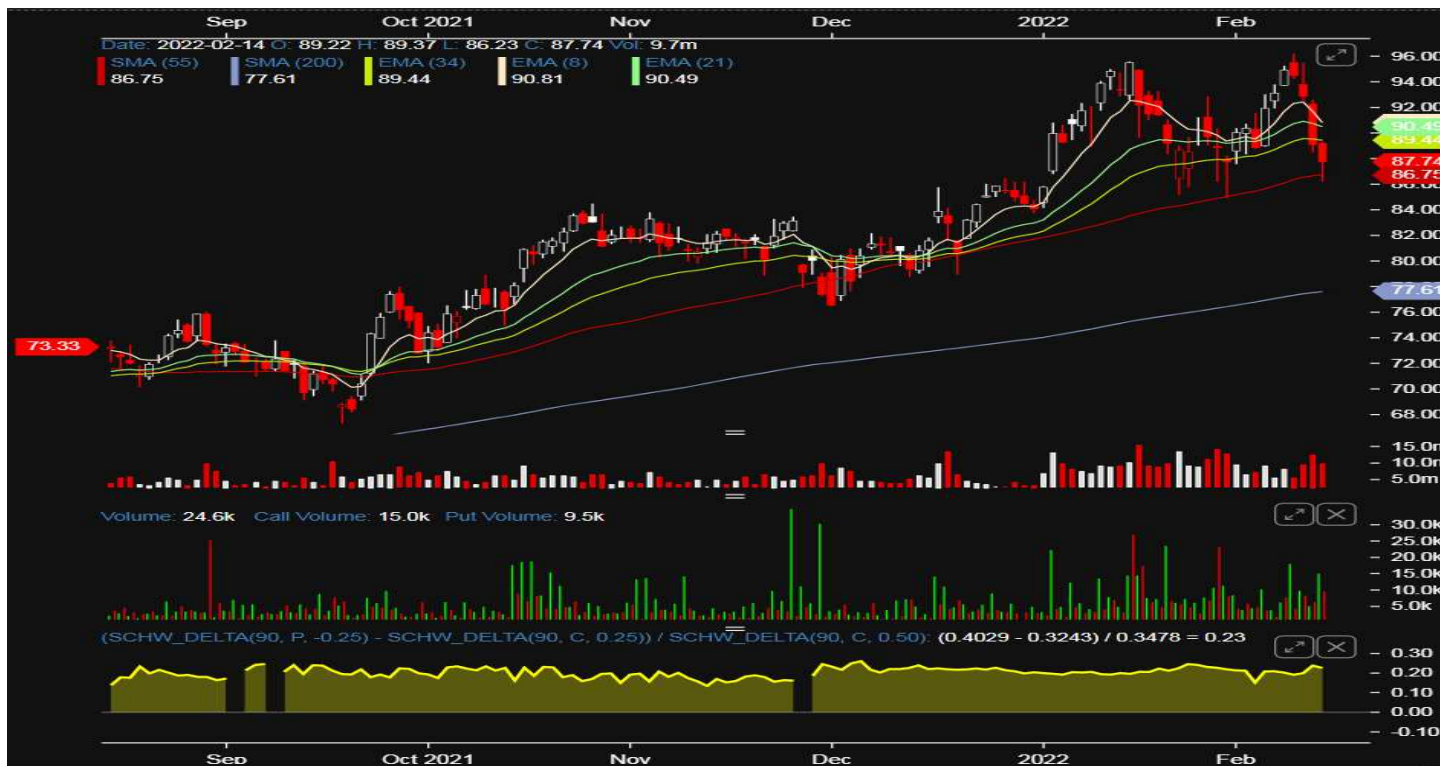 Sep Oct 2021 Nov Dec 2022 Feb
Date: 2022-02-14 O: 89.22 H: 89.37 L: 86.23 C: 87.74 Vol: 9.7m
SMA (55) SMA (200) EMA (34) EMA (8) EMA (21)
86.75 77.61 89.44 90.81 90.49
96.00
94.00
92.00
90.49
89.44
87.74
86.75
86.00
84.00
82.00
80.00
77.61
76.00
73.33
74.00
72.00
70.00
68.00
15.0m
10.0m
5.0m
Volume: 24.6k Call Volume: 15.0k Put Volume: 9.5k
30.0k
25.0k
20.0k
15.0k
10.0k
5.0k
(SCHW_DELTA(90, P, -0.25) - SCHW_DELTA(90, C, 0.25)) / SCHW_DELTA(90, C, 0.50): (0.4029 - 0.3243) / 0.3478 = 0.23
0.30
0.20
0.10
0.00
-0.10
Sep Oct 2021 Nov Dec 2022 Feb